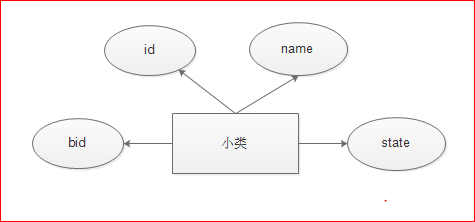 id
name
bid
小类
state